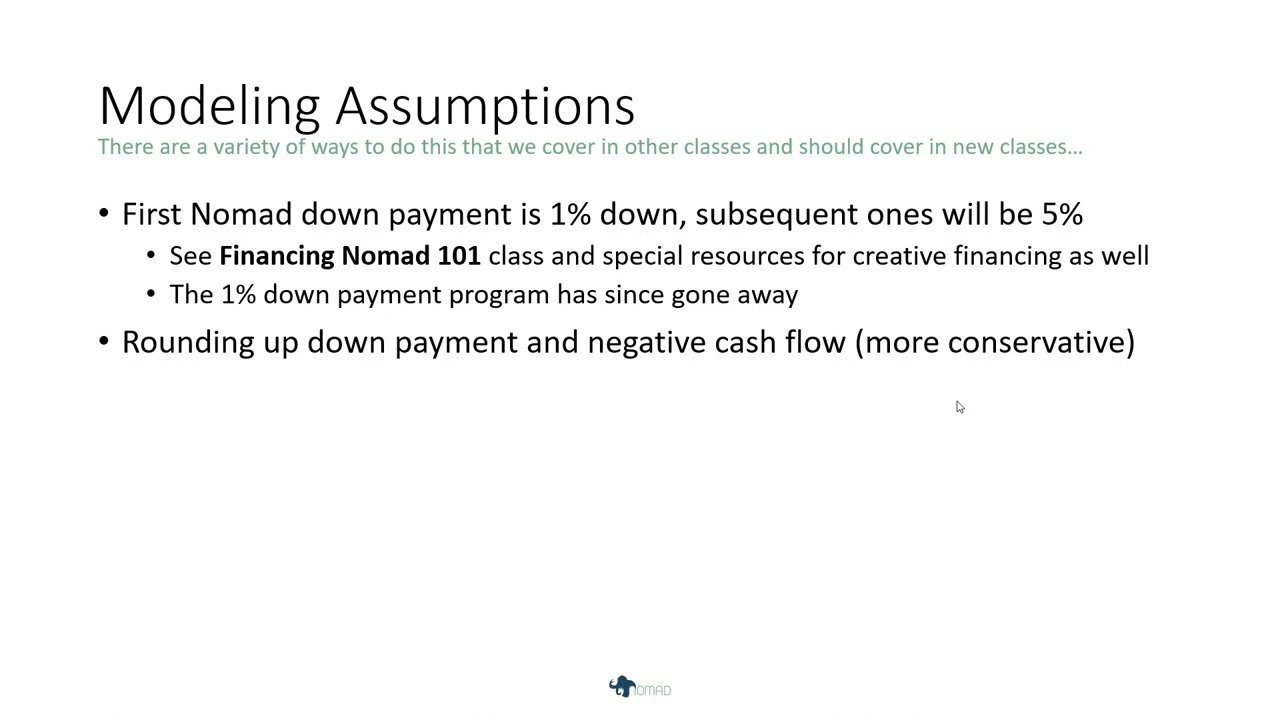 Modeling Assumptions
There are a variety of ways to do this that we cover in other classes and should cover in new classes…
• First Nomad down payment is 1% down, subsequent ones will be 5%
• See Financing Nomad 101 class and special resources for creative financing as well
• The 1% down payment program has since gone away
• Rounding up down payment and negative cash flow (more conservative)
NOMAD